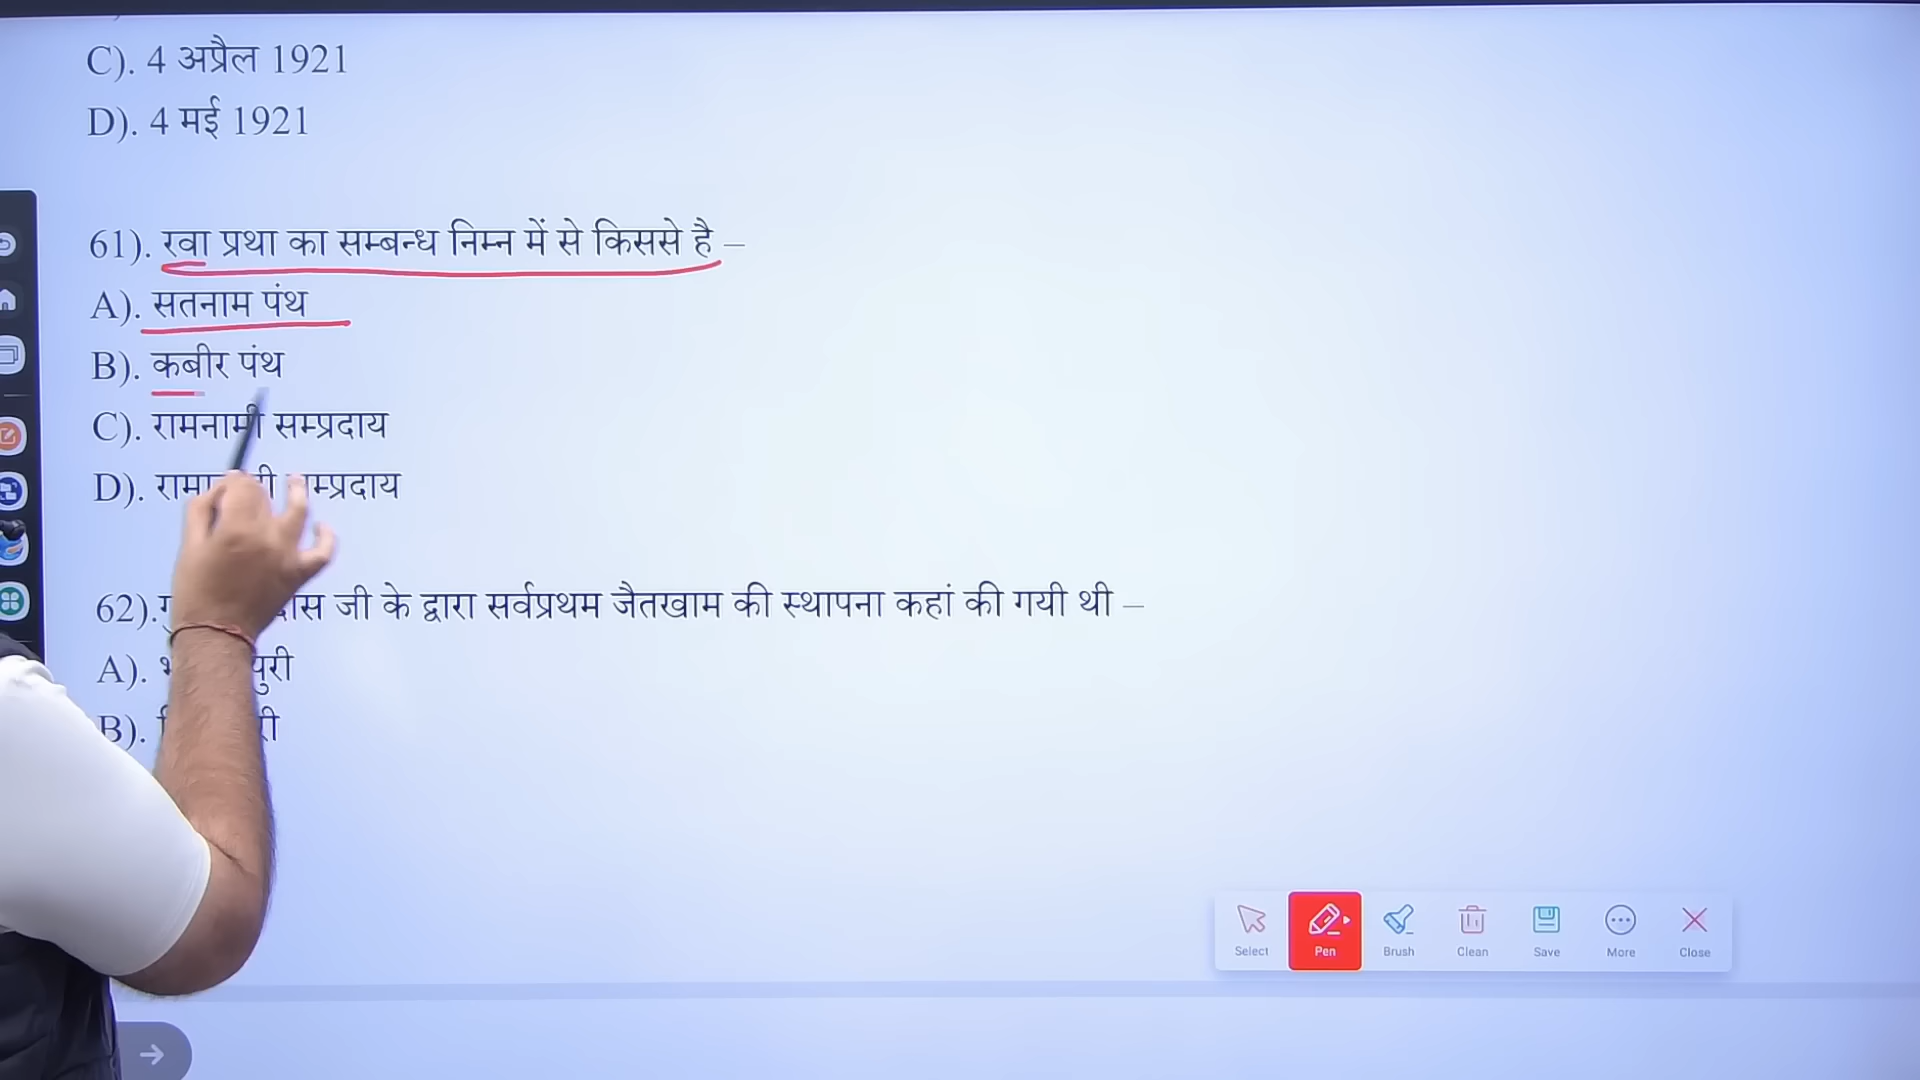 C). 4 अप्रैल 1921
D). 4 मई 1921
61). रवा प्रथा का सम्बन्ध निम्न में से किससे है –
A). सतनाम पंथ
B). कबीर पंथ
C). रामनामी सम्प्रदाय
D). सम्प्रदाय
62). जी के द्वारा सर्वप्रथम जैतखाम की स्थापना कहां की गयी थी –
A).
B).
Select Pen Brush Clean Save More Close